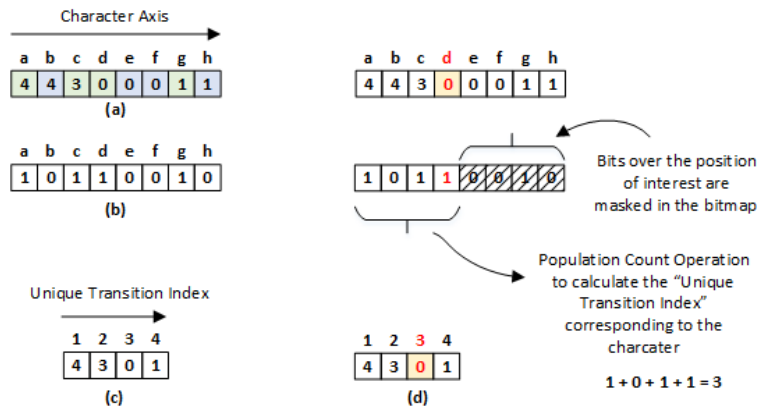 Character Axis
a b c d e f g h
4 4 3 0 0 0 1 1
(a)
a b c d e f g h
1 0 1 1 0 0 1 0
(b)
Unique Transition Index
1 2 3 4
4 3 0 1
(c)
a b c d e f g h
4 4 3 0 0 0 1 1
1 0 1 1 0 0 1 0
Bits over the position
of interest are
masked in the bitmap
Population Count Operation
to calculate the “Unique
Transition Index”
corresponding to the
charcater
1 + 0 + 1 + 1 = 3
1 2 3 4
4 3 0 1
(d)